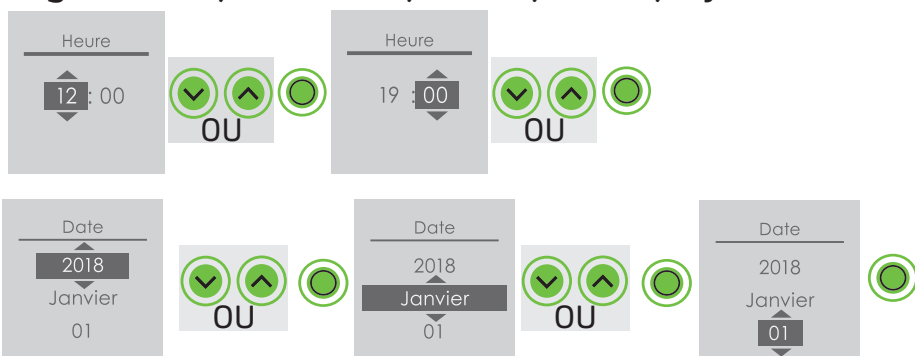 Heure
12 : 00
OU
Heure
19 : 00
OU
Date
2018
Janvier
01
OU
Date
2018
Janvier
01
OU
Date
2018
Janvier
01